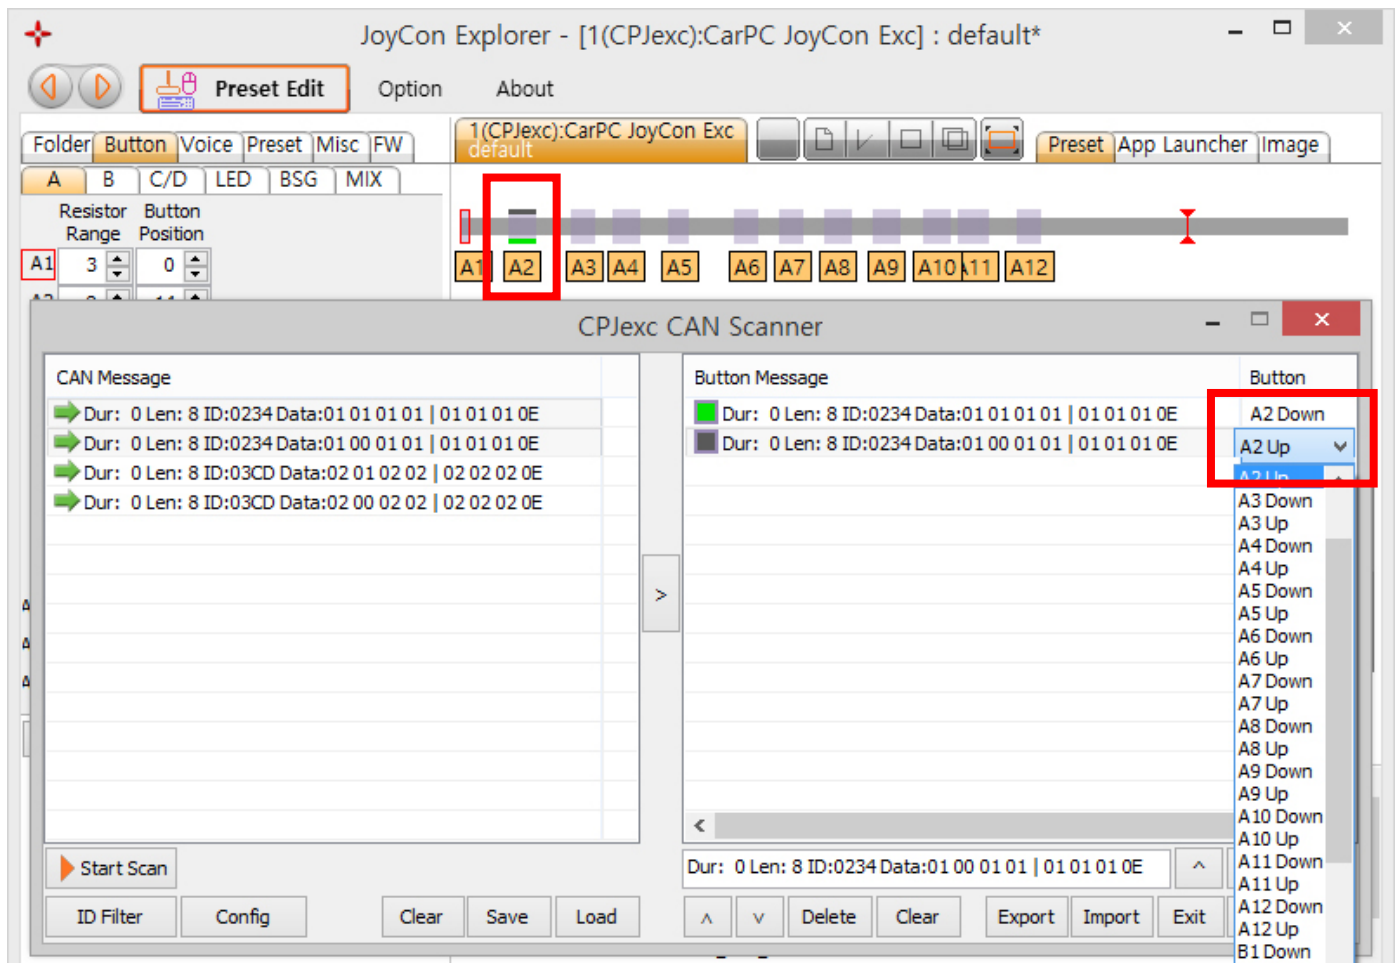 JoyCon Explorer - [1(CPJexc):CarPC JoyCon Exc] : default*
Preset Edit Option About
Folder Button Voice Preset Misc FW
1(CPJexc):CarPC JoyCon Exc
default
Preset App Launcher Image
A B C/D LED BSG MIX
Resistor Range Button Position
A1 3 0
A1 A2 A3 A4 A5 A6 A7 A8 A9 A10 A11 A12
CPJexc CAN Scanner
CAN Message
Dur: 0 Len: 8 ID:0234 Data:01 01 01 01 | 01 01 01 0E
Dur: 0 Len: 8 ID:0234 Data:01 00 01 01 | 01 01 01 0E
Dur: 0 Len: 8 ID:03CD Data:02 01 02 02 | 02 02 02 0E
Dur: 0 Len: 8 ID:03CD Data:02 00 02 02 | 02 02 02 0E
>
Button Message Button
Dur: 0 Len: 8 ID:0234 Data:01 01 01 01 | 01 01 01 0E A2 Down
Dur: 0 Len: 8 ID:0234 Data:01 00 01 01 | 01 01 01 0E A2 Up
A2 Up
A3 Down
A3 Up
A4 Down
A4 Up
A5 Down
A5 Up
A6 Down
A6 Up
A7 Down
A7 Up
A8 Down
A8 Up
A9 Down
A9 Up
A10 Down
A10 Up
A11 Down
A11 Up
A12 Down
A12 Up
B1 Down
Start Scan
Dur: 0 Len: 8 ID:0234 Data:01 00 01 01 | 01 01 01 0E
ID Filter Config Clear Save Load
Delete Clear Export Import Exit